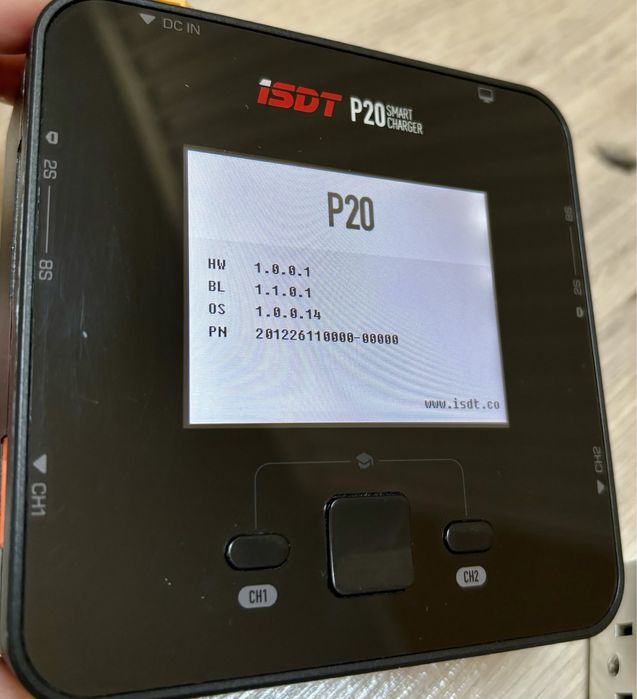 DC IN
iSDT P20 SMART CHARGER
2S
8S
8S
2S
P20
HW 1.0.0.1
BL 1.1.0.1
OS 1.0.0.14
PN 201226110000-00000
www.isdt.co
CH1
CH2
CH1
CH2